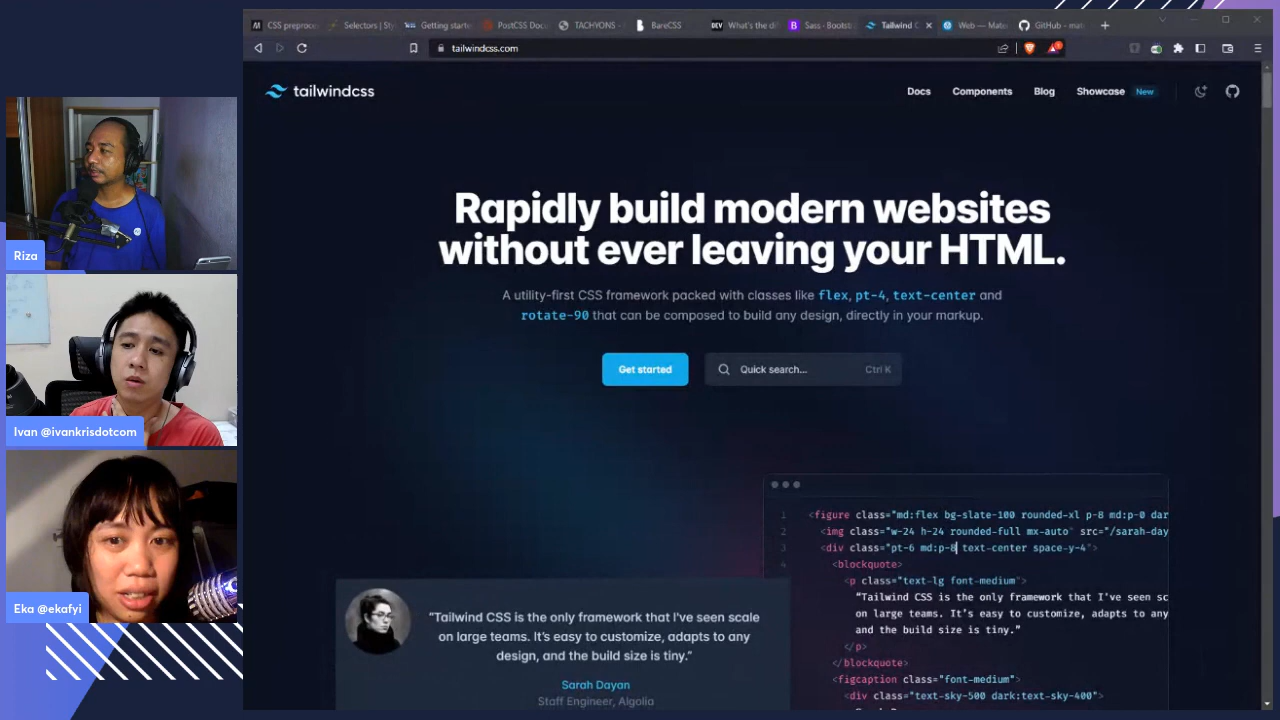 CSS preproce
Selectors | Sty
Getting starte
PostCSS Doc
TACHYONS -
BareCSS
DEV What's the di
B Sass · Bootst
Tailwind C
Web — Mate
GitHub - ma
tailwindcss.com
tailwindcss
Docs Components Blog Showcase New
Rapidly build modern websites
without ever leaving your HTML.
A utility-first CSS framework packed with classes like flex, pt-4, text-center and
rotate-90 that can be composed to build any design, directly in your markup.
Get started
Quick search... Ctrl K
1 <figure class="md:flex bg-slate-100 rounded-xl p-8 md:p-0 dar
2 <img class="w-24 h-24 rounded-full mx-auto" src="/sarah-day
3 <div class="pt-6 md:p-8 text-center space-y-4">
4 <blockquote>
<p class="text-lg font-medium">
“Tailwind CSS is the only framework that I've seen sc
on large teams. It's easy to customize, adapts to any
and the build size is tiny.”
</p>
</blockquote>
<figcaption class="font-medium">
<div class="text-sky-500 dark:text-sky-400">
“Tailwind CSS is the only framework that I've seen scale
on large teams. It's easy to customize, adapts to any
design, and the build size is tiny.”
Sarah Dayan
Staff Engineer, Algolia
Riza
Ivan @ivankrisdotcom
Eka @ekafyi